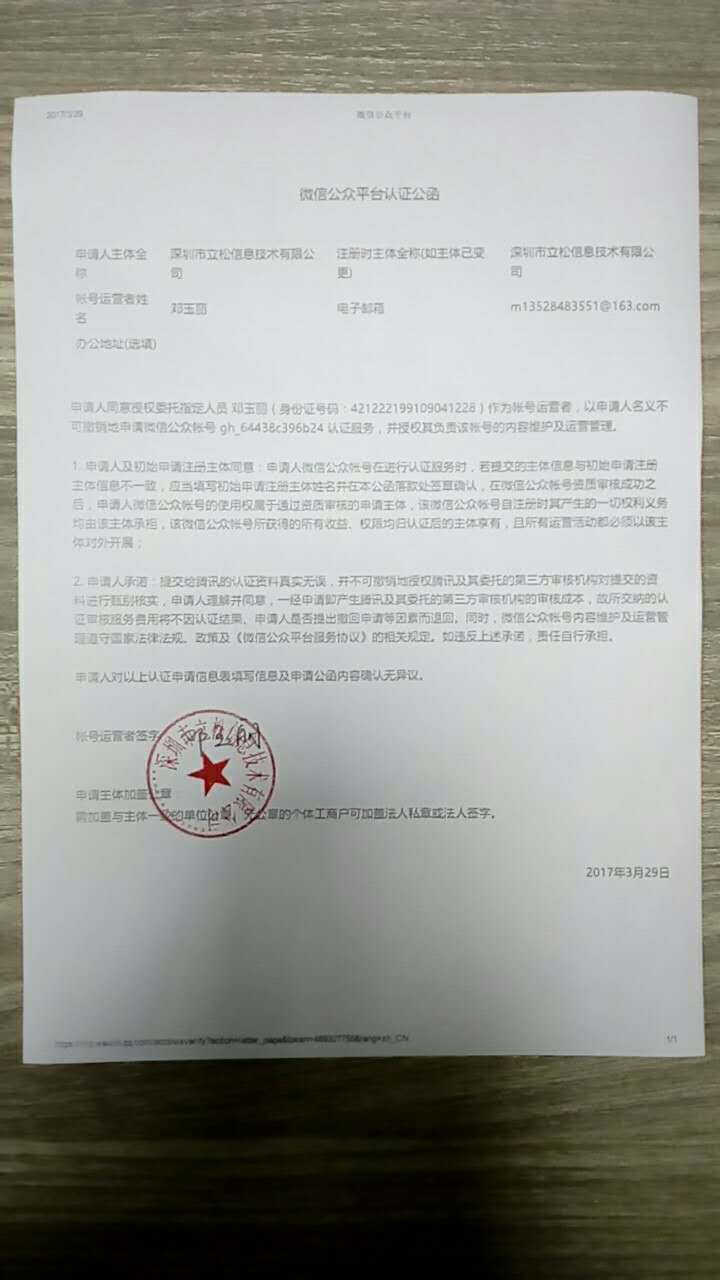 2017/3/29 微信公众平台
微信公众平台认证公函
申请人主体全称 深圳市立松信息技术有限公司 注册时主体全称(如主体已变更) 深圳市立松信息技术有限公司
帐号运营者姓名 邓玉丽 电子邮箱 m13528483551@163.com
办公地址(选填)
申请人同意授权委托指定人员 邓玉丽（身份证号码：421222199109041228）作为帐号运营者，以申请人名义不
可撤销地申请微信公众帐号 gh_64438c396b24 认证服务，并授权其负责该帐号的内容维护及运营管理。
1. 申请人及初始申请注册主体同意：申请人微信公众帐号在进行认证服务时，若提交的主体信息与初始申请注册
主体信息不一致，应当填写初始申请注册主体姓名并在本公函落款处签章确认，在微信公众帐号资质审核成功之
后，申请人微信公众帐号的使用权属于通过资质审核的申请主体，该微信公众帐号自注册时其产生的一切权利义务
均由该主体承担，该微信公众帐号所获得的所有收益、权限均归认证后的主体享有，且所有运营活动都必须以该主
体对外开展；
2. 申请人承诺：提交给腾讯的认证资料真实无误，并不可撤销地授权腾讯及其委托的第三方审核机构对提交的资
料进行甄别核实，申请人理解并同意，一经申请即产生腾讯及其委托的第三方审核机构的审核成本，故所交纳的认
证审核服务费用将不因认证结果、申请人是否提出撤回申请等因素而退回。同时，微信公众帐号内容维护及运营管
理遵守国家法律法规、政策及《微信公众平台服务协议》的相关规定。如违反上述承诺，责任自行承担。
申请人对以上认证申请信息表填写信息及申请公函内容确认无异议。
帐号运营者签字 邓玉丽
深圳市立松信息技术有限公司
申请主体加盖公章
需加盖与主体一致的单位公章，无公章的个体工商户可加盖法人私章或法人签字。
2017年3月29日
1/1